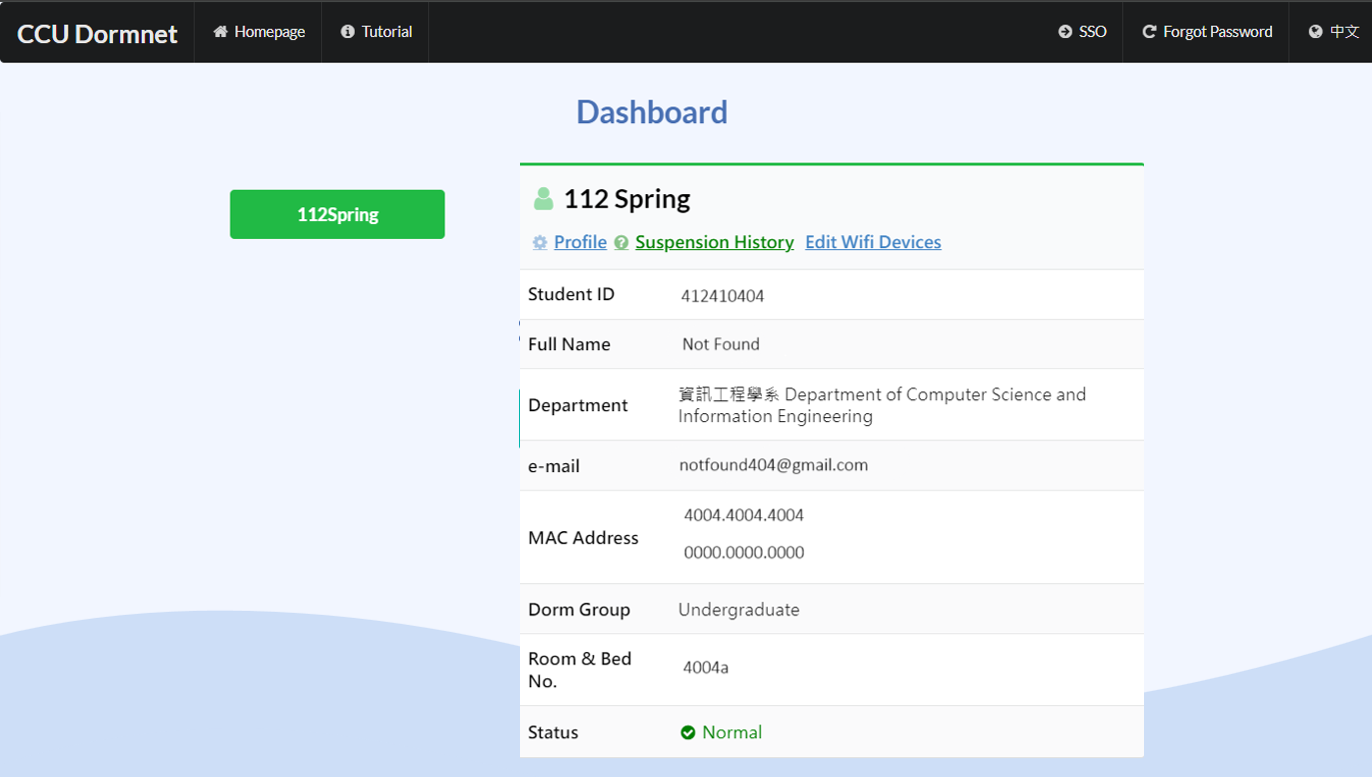 CCU Dormnet Homepage Tutorial SSO Forgot Password 中文
Dashboard
112Spring
112 Spring
Profile Suspension History Edit Wifi Devices
Student ID 412410404
Full Name Not Found
Department 資訊工程學系 Department of Computer Science and
Information Engineering
e-mail notfound404@gmail.com
MAC Address 4004.4004.4004
0000.0000.0000
Dorm Group Undergraduate
Room & Bed
No. 4004a
Status Normal